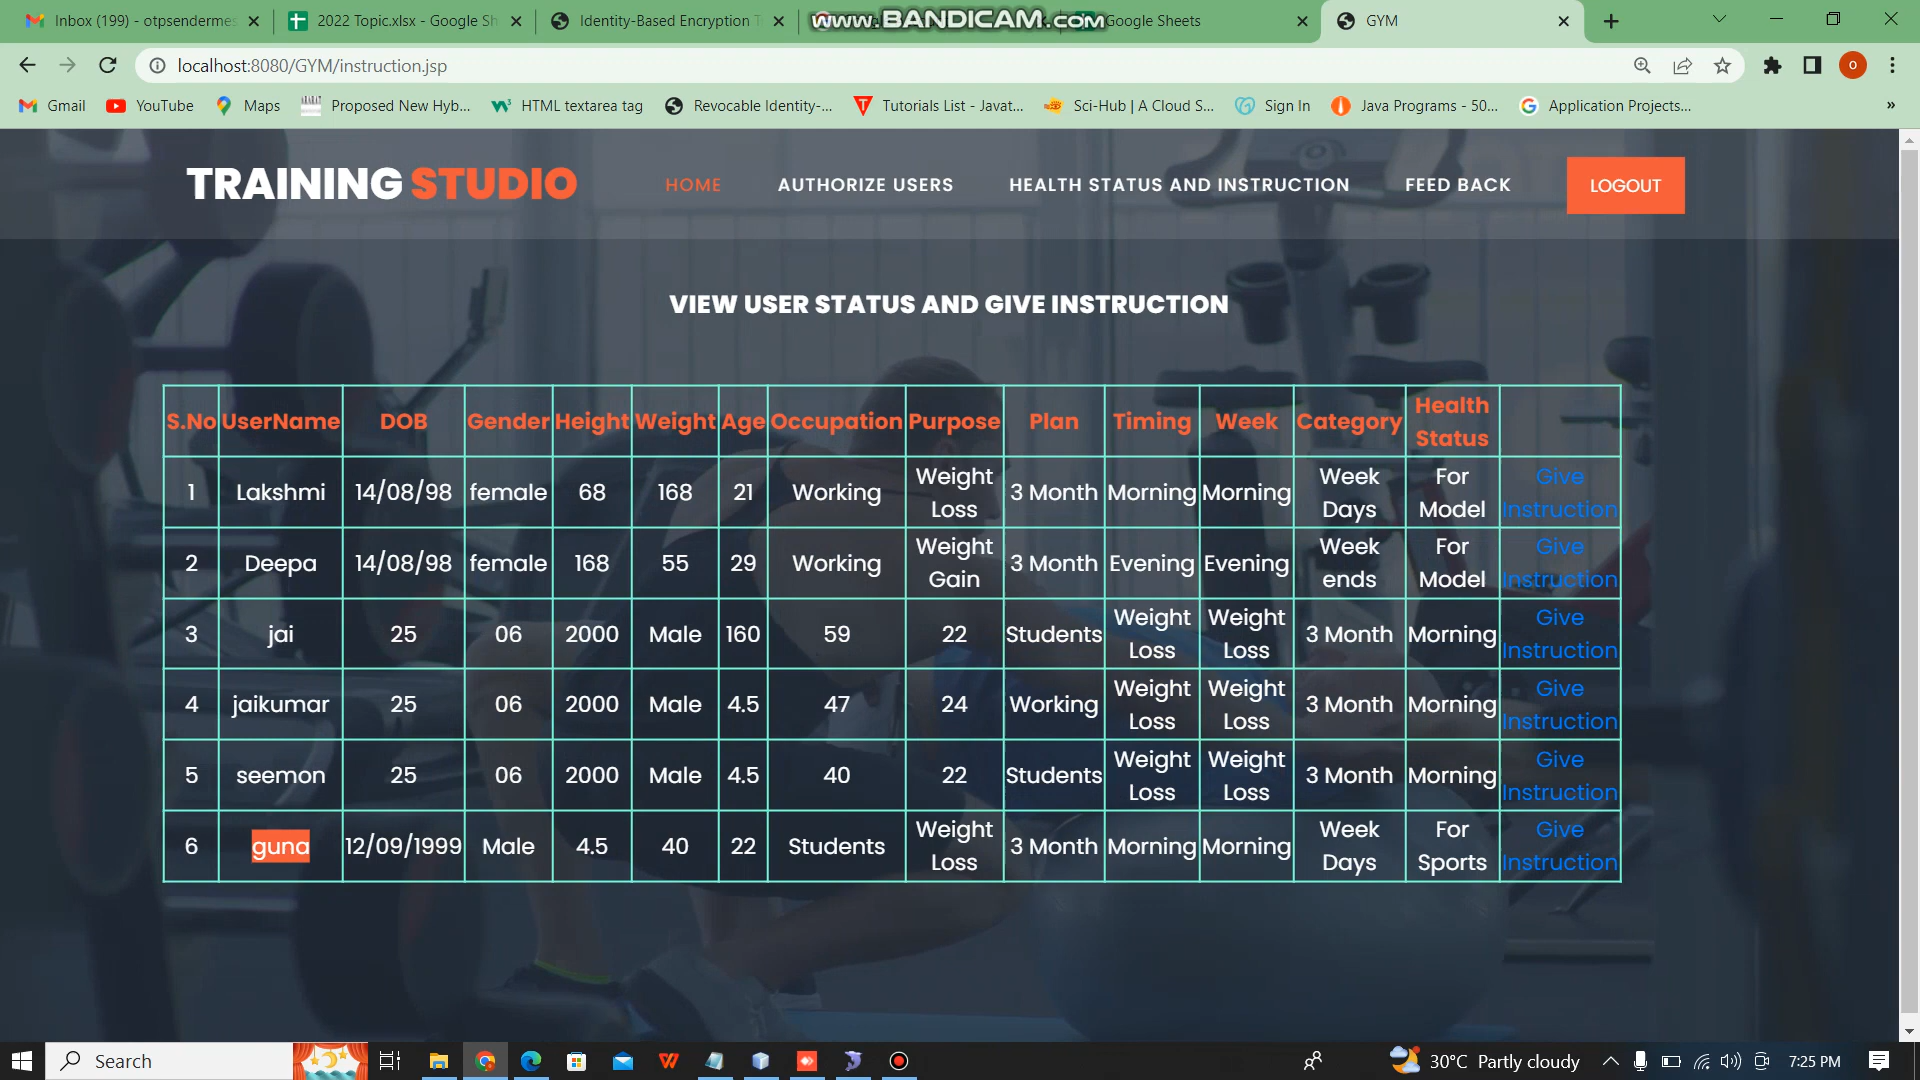 Inbox (199) - otpsendermes
2022 Topic.xlsx - Google Sh
Identity-Based Encryption T
www.BANDICAM.com
Google Sheets
GYM
localhost:8080/GYM/instruction.jsp
o
Gmail
YouTube
Maps
Proposed New Hyb...
HTML textarea tag
Revocable Identity-...
Tutorials List - Javat...
Sci-Hub | A Cloud S...
Sign In
Java Programs - 50...
Application Projects...
»
TRAINING STUDIO
HOME
AUTHORIZE USERS
HEALTH STATUS AND INSTRUCTION
FEED BACK
LOGOUT
VIEW USER STATUS AND GIVE INSTRUCTION
S.No UserName DOB Gender Height Weight Age Occupation Purpose Plan Timing Week Category Health Status
1 Lakshmi 14/08/98 female 68 168 21 Working Weight Loss 3 Month Morning Morning Week Days For Model Give Instruction
2 Deepa 14/08/98 female 168 55 29 Working Weight Gain 3 Month Evening Evening Week ends For Model Give Instruction
3 jai 25 06 2000 Male 160 59 22 Students Weight Loss Weight Loss 3 Month Morning Give Instruction
4 jaikumar 25 06 2000 Male 4.5 47 24 Working Weight Loss Weight Loss 3 Month Morning Give Instruction
5 seemon 25 06 2000 Male 4.5 40 22 Students Weight Loss Weight Loss 3 Month Morning Give Instruction
6 guna 12/09/1999 Male 4.5 40 22 Students Weight Loss 3 Month Morning Morning Week Days For Sports Give Instruction
Search
30°C Partly cloudy
7:25 PM